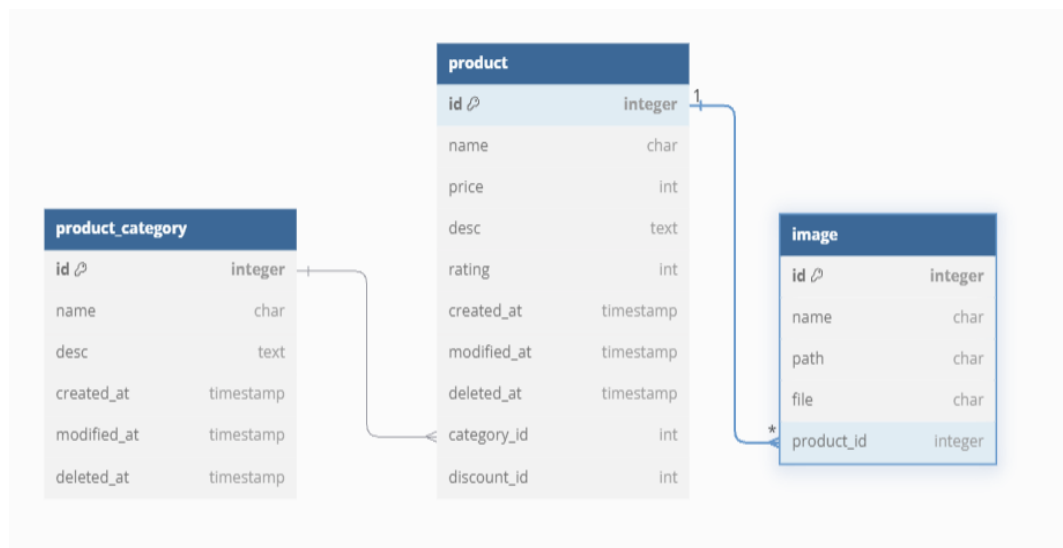 product
id integer
1
name char
price int
desc text
rating int
created_at timestamp
modified_at timestamp
deleted_at timestamp
category_id int
discount_id int
product_category
id integer
name char
desc text
created_at timestamp
modified_at timestamp
deleted_at timestamp
image
id integer
name char
path char
file char
*
product_id integer